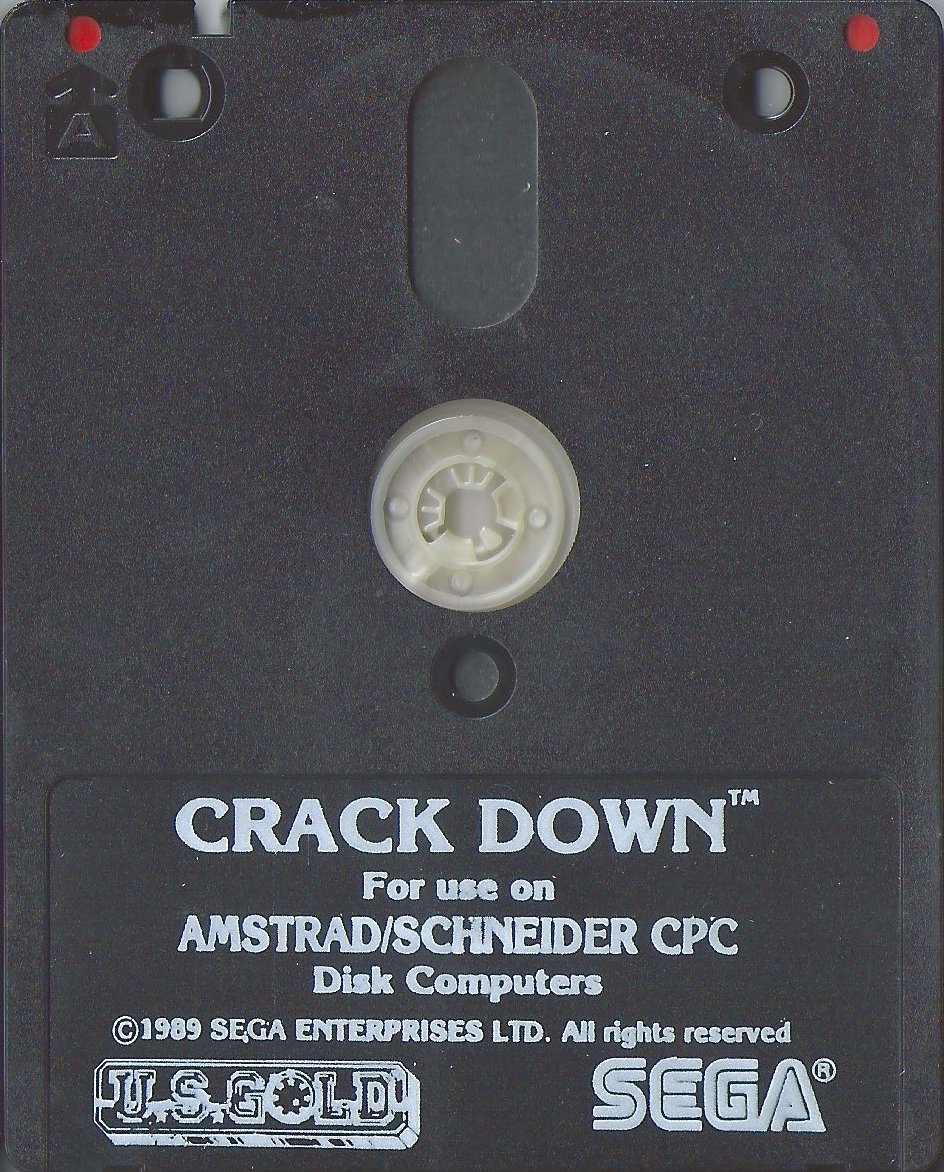 A
CRACK DOWN™
For use on
AMSTRAD/SCHNEIDER CPC
Disk Computers
©1989 SEGA ENTERPRISES LTD. All rights reserved
U.S. GOLD
SEGA®